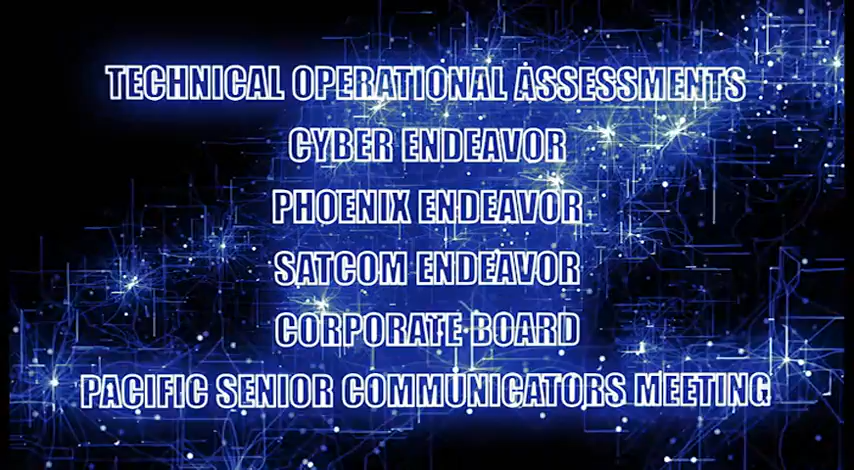 TECHNICAL OPERATIONAL ASSESSMENTS
CYBER ENDEAVOR
PHOENIX ENDEAVOR
SATCOM ENDEAVOR
CORPORATE BOARD
PACIFIC SENIOR COMMUNICATORS MEETING